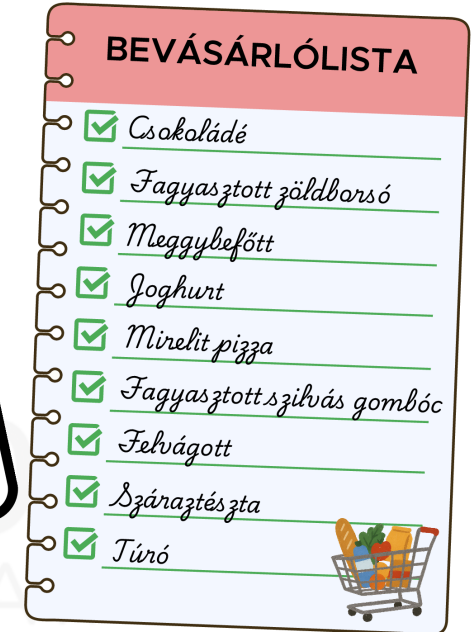 BEVÁSÁRLÓLISTA
Csokoládé
Fagyasztott zöldborsó
Meggybefőtt
Joghurt
Mirelit pizza
Fagyasztott szilvás gombóc
Felvágott
Száraztészta
Túró